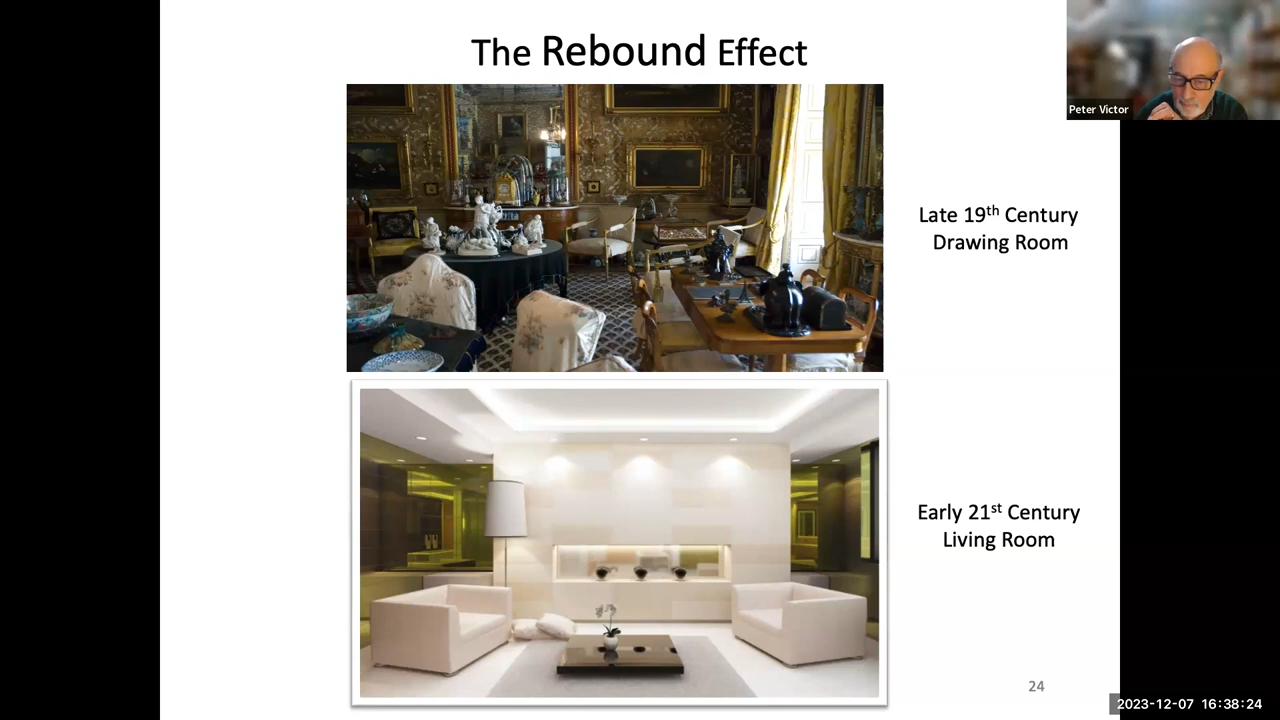 The Rebound Effect
Peter Victor
Late 19th Century
Drawing Room
Early 21st Century
Living Room
24
2023-12-07 16:38:24